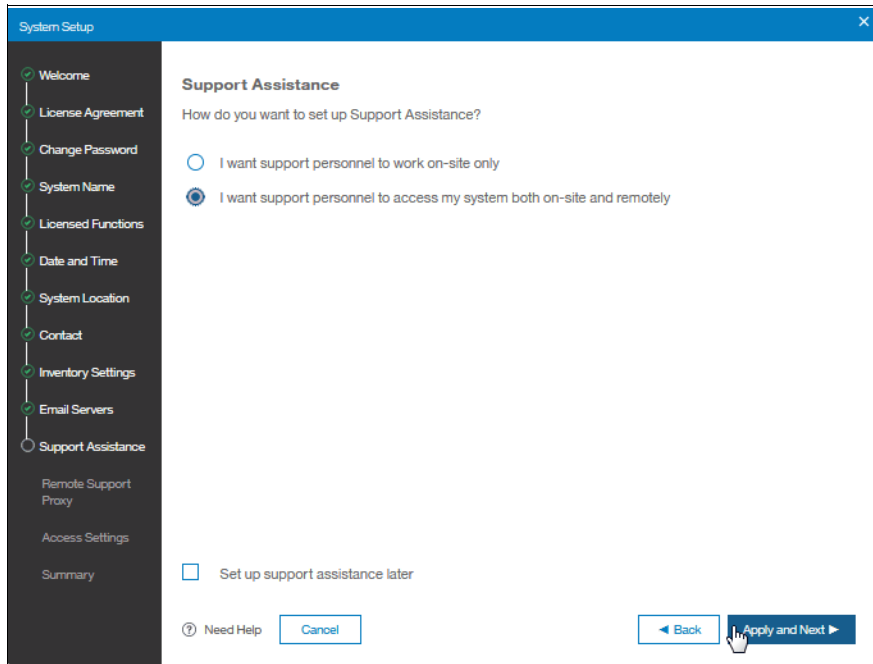 System Setup
Welcome
License Agreement
Change Password
System Name
Licensed Functions
Date and Time
System Location
Contact
Inventory Settings
Email Servers
Support Assistance
Remote Support
Proxy
Access Settings
Summary
Support Assistance
How do you want to set up Support Assistance?
I want support personnel to work on-site only
I want support personnel to access my system both on-site and remotely
Set up support assistance later
? Need Help
Cancel
◄ Back
Apply and Next ►